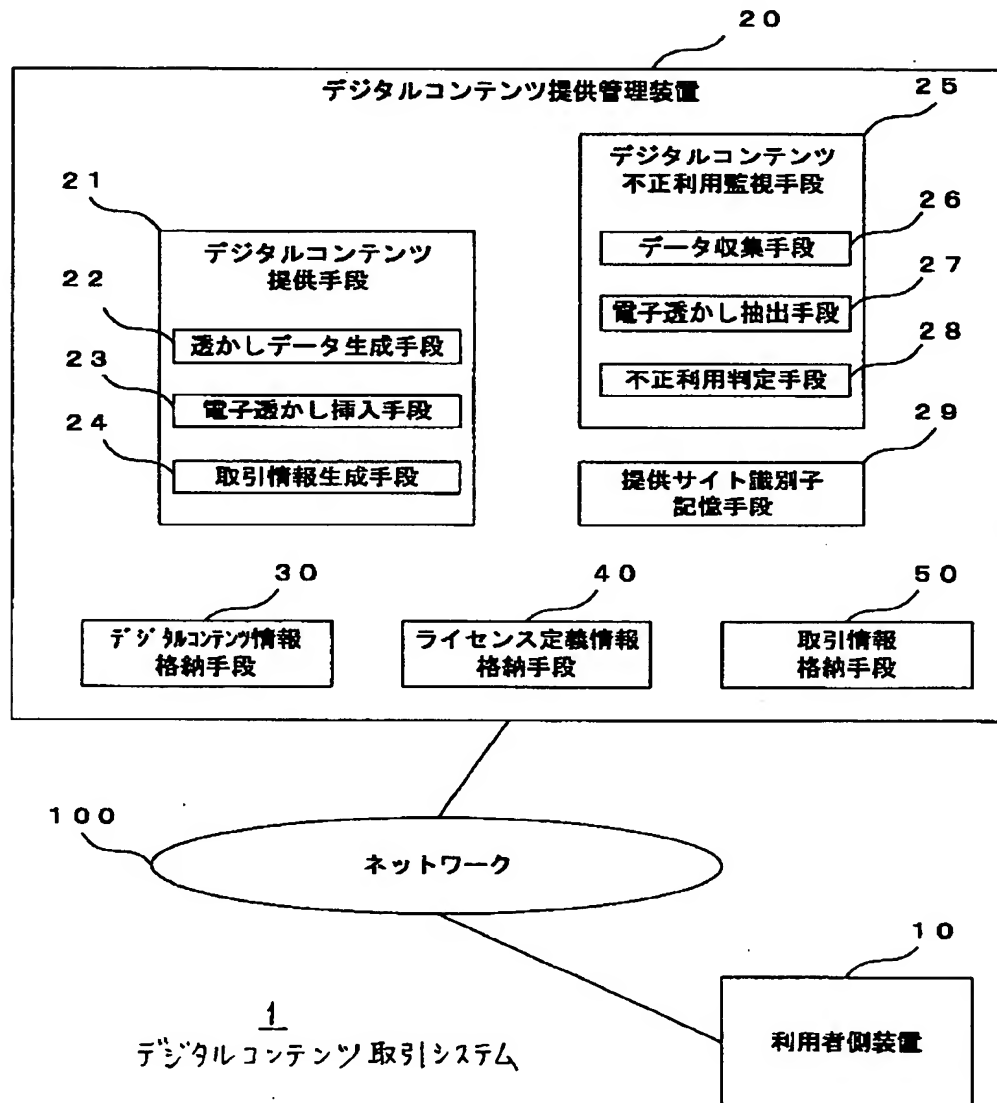 20
デジタルコンテンツ提供管理装置
25
デジタルコンテンツ
不正利用監視手段
21
26
データ収集手段
デジタルコンテンツ
提供手段
27
22
電子透かし抽出手段
透かしデータ生成手段
28
23
不正利用判定手段
電子透かし挿入手段
24
29
取引情報生成手段
提供サイト識別子
記憶手段
30
40
50
デジタルコンテンツ情報
格納手段
ライセンス定義情報
格納手段
取引情報
格納手段
100
ネットワーク
10
利用者側装置
1
デジタルコンテンツ取引システム